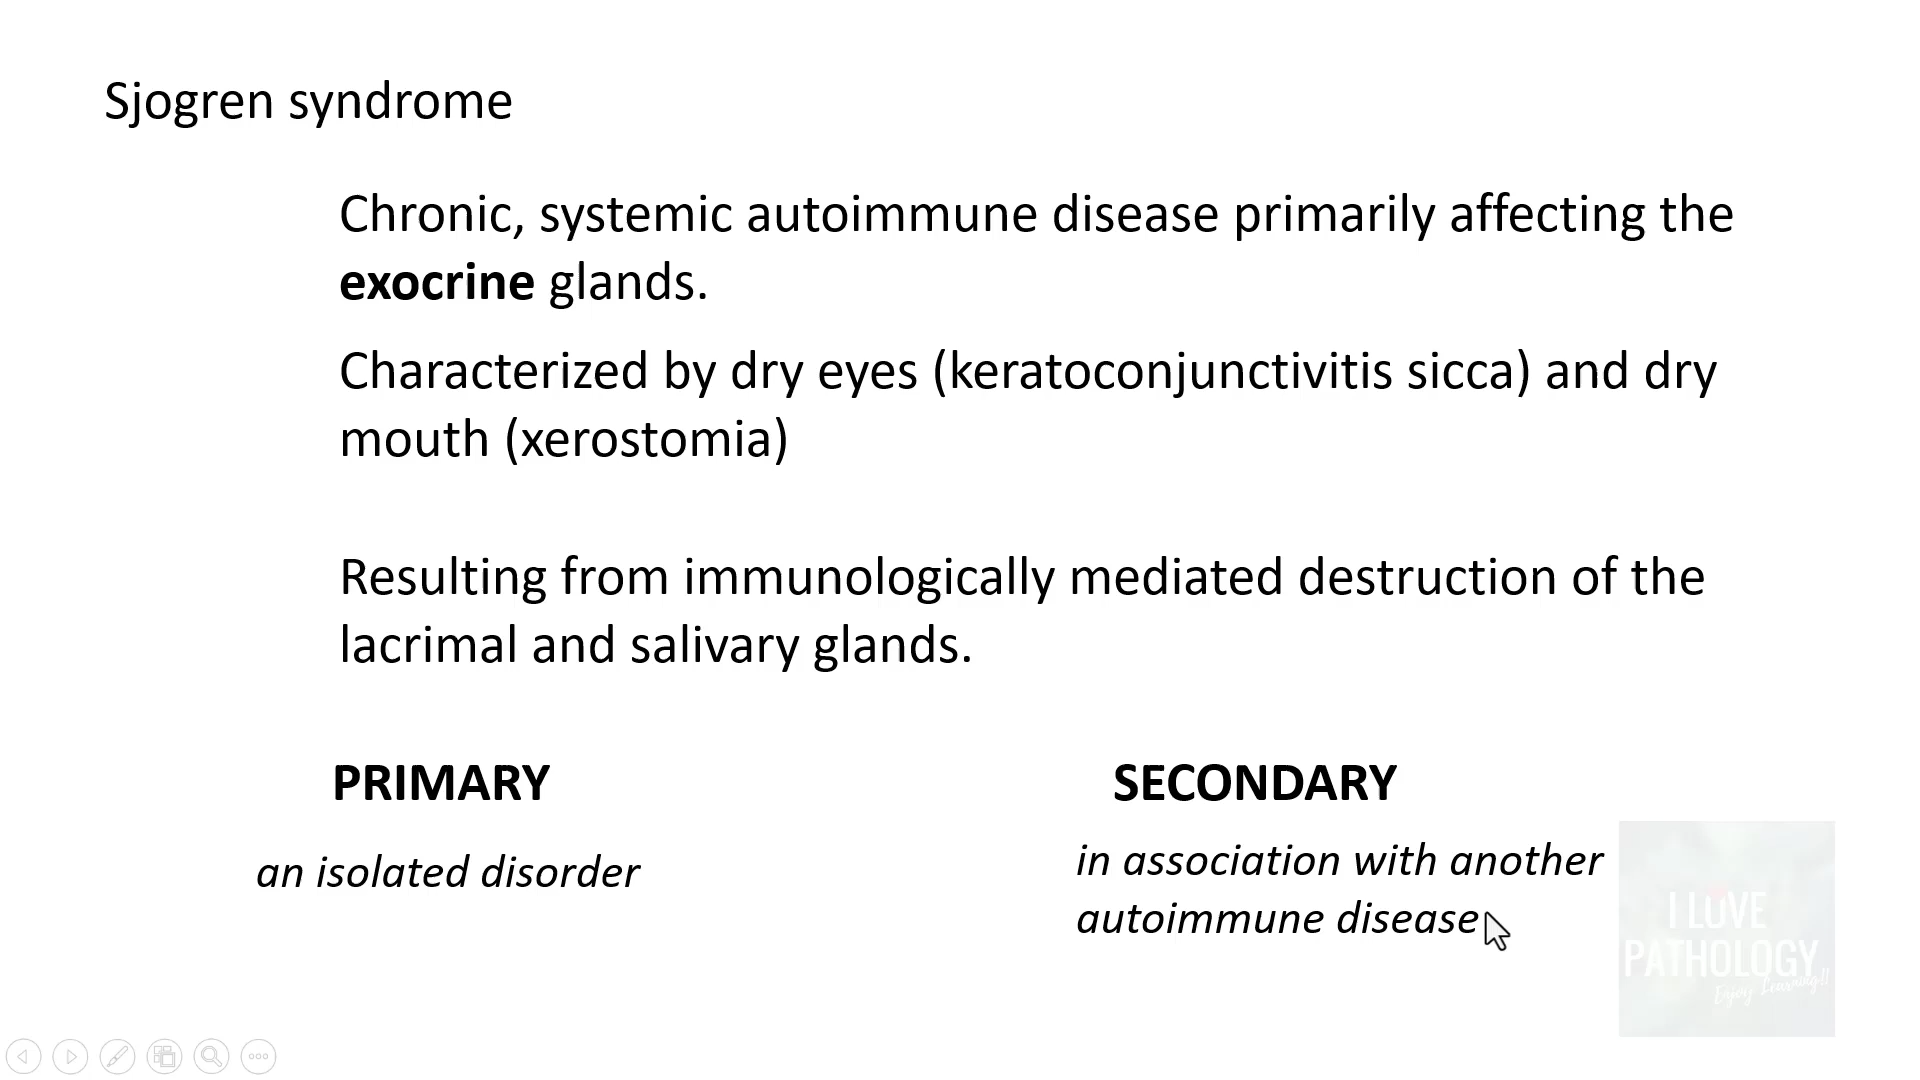 Sjogren syndrome
Chronic, systemic autoimmune disease primarily affecting the
exocrine glands.
Characterized by dry eyes (keratoconjunctivitis sicca) and dry
mouth (xerostomia)
Resulting from immunologically mediated destruction of the
lacrimal and salivary glands.
PRIMARY
an isolated disorder
SECONDARY
in association with another
autoimmune disease
I LOVE
PATHOLOGY
Enjoy Learning!!